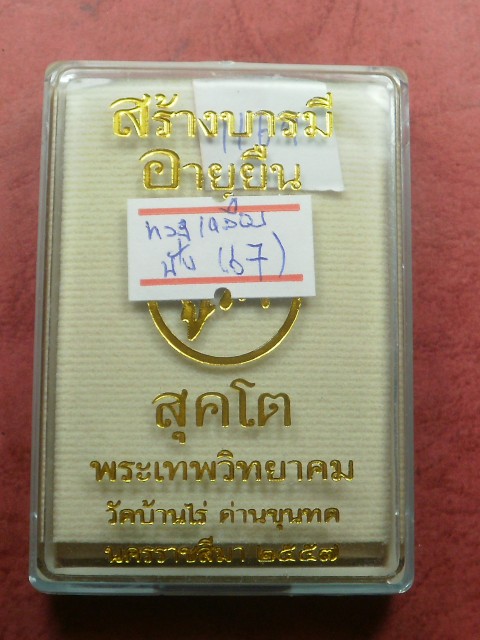 สร้างบารมี
อายุยืน
(67)
สุคโต
พระเทพวิทยาคม
วัดบ้านไร่ ด่านขุนทด
นครราชสีมา ๒๕๕๗